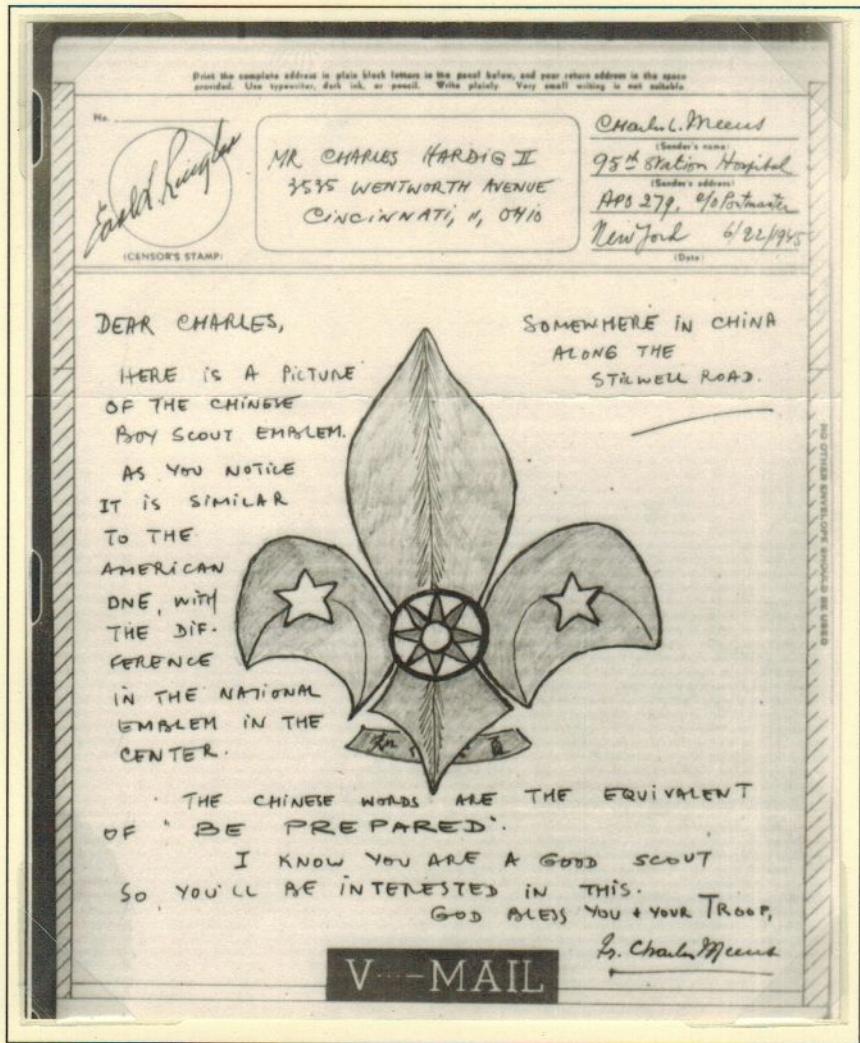 Print the complete address in plain block letters in the panel below, and your return address in the space
provided. Use typewriter, dark ink, or pencil. Write plainly. Very small writing is not suitable
No.
Earl L.
(CENSOR'S STAMP)
MR CHARLES HARDIG II
3535 WENTWORTH AVENUE
CINCINNATI, 11, OHIO
Charles L. Meeus
(Sender's name)
95th Station Hospital
(Sender's address)
APO 279, c/o Postmaster
New York 6/22/1945
(Date)
SOMEWHERE IN CHINA
ALONG THE
STILWELL ROAD.
DEAR CHARLES,
HERE IS A PICTURE
OF THE CHINESE
BOY SCOUT EMBLEM.
AS YOU NOTICE
IT IS SIMILAR
TO THE
AMERICAN
ONE, WITH
THE DIF-
FERENCE
IN THE NATIONAL
EMBLEM IN THE
CENTER.
THE CHINESE WORDS ARE THE EQUIVALENT
OF "BE PREPARED".
I KNOW YOU ARE A GOOD SCOUT
SO YOU'LL BE INTERESTED IN THIS.
GOD BLESS YOU + YOUR TROOP,
Fr. Charles Meeus
V···—MAIL
NO OTHER ENVELOPE SHOULD BE USED